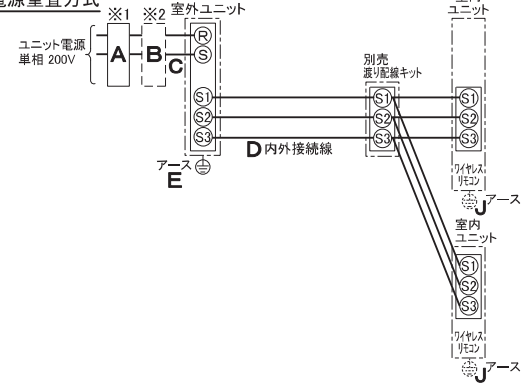 電源重畳方式
※1
※2
室外ユニット
ユニット電源
単相 200V
A
B
C
R
S
S1
S2
S3
D 内外接続線
アース
E
別売
渡り配線キット
S1
S2
S3
室内
ユニット
S1
S2
S3
ワイヤレス
リモコン
アース
J
室内
ユニット
S1
S2
S3
ワイヤレス
リモコン
アース
J